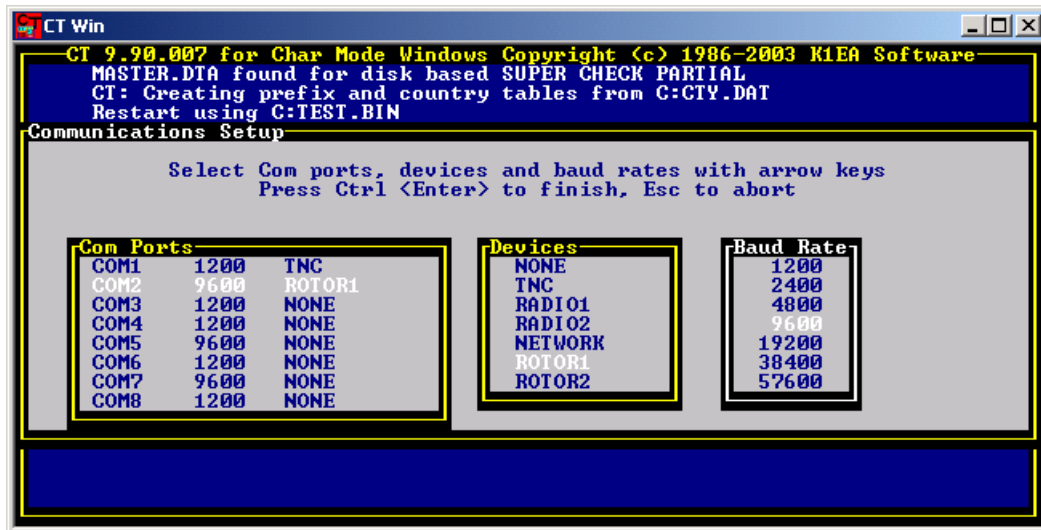 CT Win
CT 9.90.007 for Char Mode Windows Copyright (c) 1986-2003 K1EA Software
MASTER.DTA found for disk based SUPER CHECK PARTIAL
CT: Creating prefix and country tables from C:CTY.DAT
Restart using C:TEST.BIN
Communications Setup
Select Com ports, devices and baud rates with arrow keys
Press Ctrl <Enter> to finish, Esc to abort
Com Ports
COM1 1200 TNC
COM2 9600 ROTOR1
COM3 1200 NONE
COM4 1200 NONE
COM5 9600 NONE
COM6 1200 NONE
COM7 9600 NONE
COM8 1200 NONE
Devices
NONE
TNC
RADIO1
RADIO2
NETWORK
ROTOR1
ROTOR2
Baud Rate
1200
2400
4800
9600
19200
38400
57600